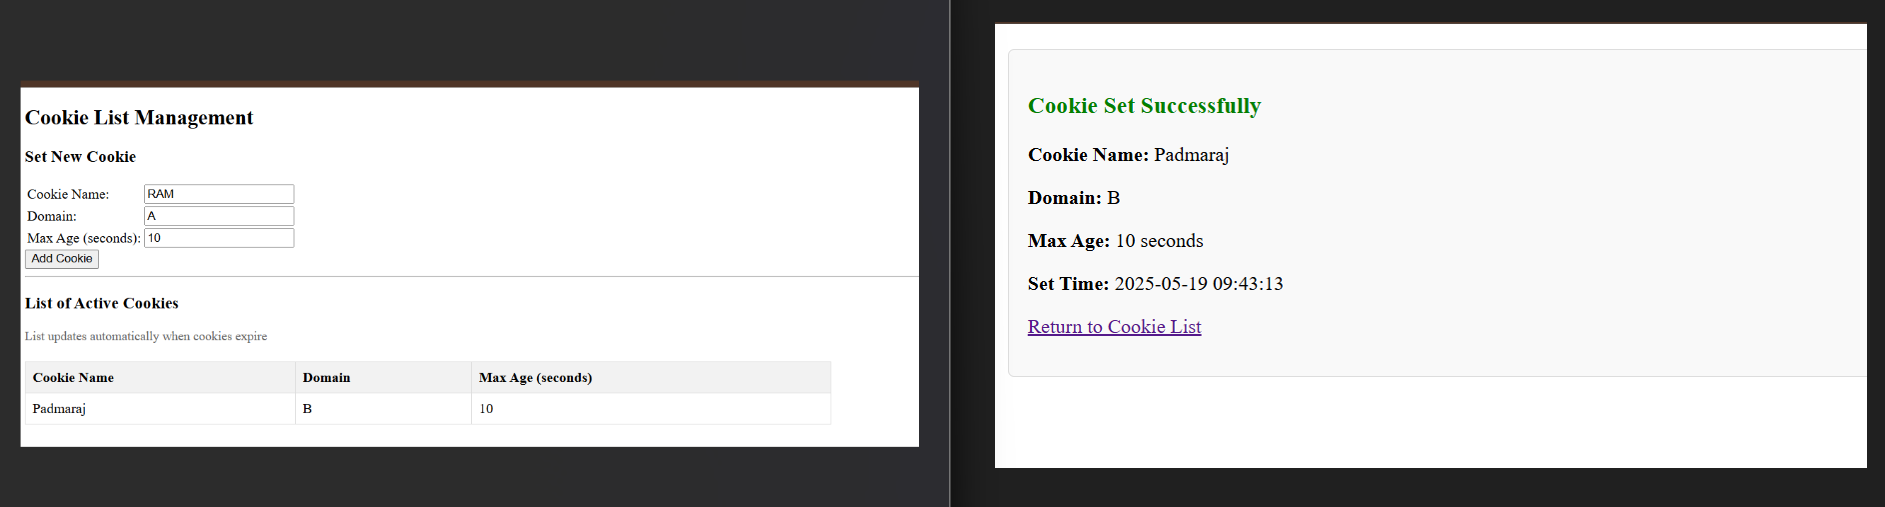 Cookie List Management
Set New Cookie
Cookie Name: RAM
Domain: A
Max Age (seconds): 10
Add Cookie
List of Active Cookies
List updates automatically when cookies expire
Cookie Name Domain Max Age (seconds)
Padmaraj B 10
Cookie Set Successfully
Cookie Name: Padmaraj
Domain: B
Max Age: 10 seconds
Set Time: 2025-05-19 09:43:13
Return to Cookie List